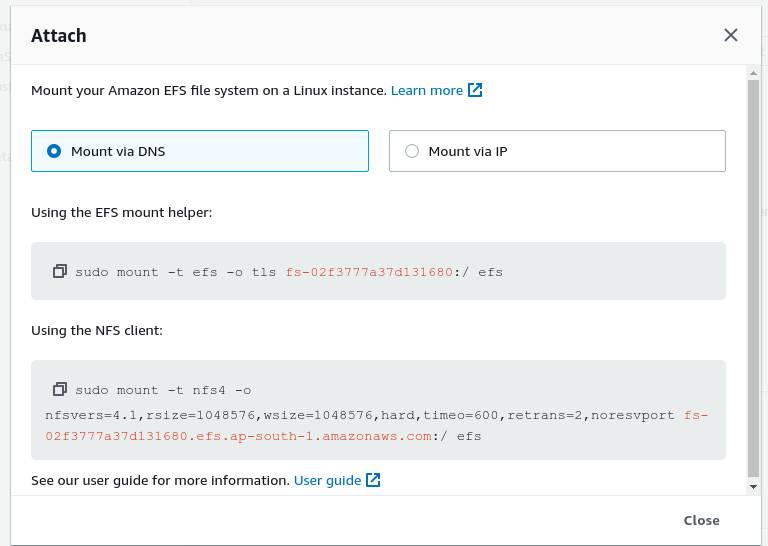 Attach
Mount your Amazon EFS file system on a Linux instance. Learn more
Mount via DNS
Mount via IP
Using the EFS mount helper:
sudo mount -t efs -o tls fs-02f3777a37d131680:/ efs
Using the NFS client:
sudo mount -t nfs4 -o
nfsvers=4.1,rsize=1048576,wsize=1048576,hard,timeo=600,retrans=2,noresvport fs-
02f3777a37d131680.efs.ap-south-1.amazonaws.com:/ efs
See our user guide for more information. User guide
Close